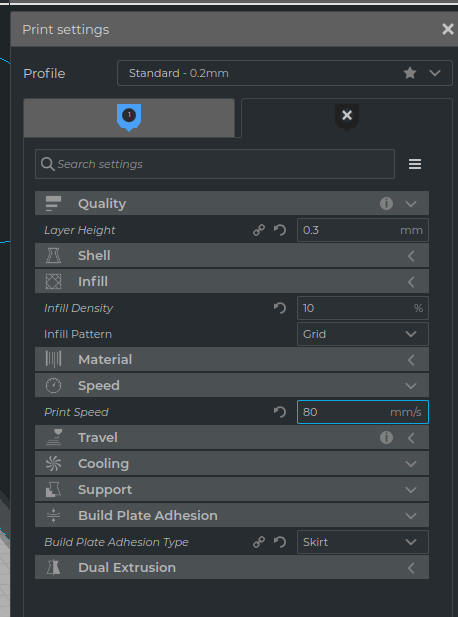 Print settings
Profile
Standard - 0.2mm
1
Search settings
Quality
Layer Height 0.3 mm
Shell
Infill
Infill Density 10 %
Infill Pattern Grid
Material
Speed
Print Speed 80 mm/s
Travel
Cooling
Support
Build Plate Adhesion
Build Plate Adhesion Type Skirt
Dual Extrusion